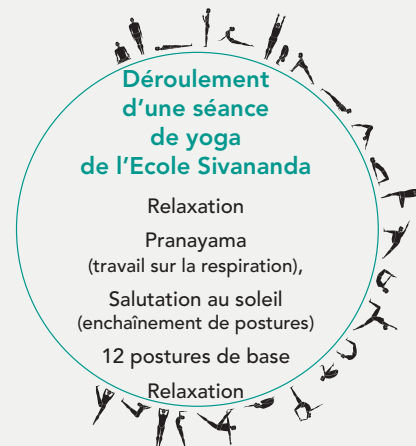 Déroulement
d'une séance
de yoga
de l'Ecole Sivananda
Relaxation
Pranayama
(travail sur la respiration),
Salutation au soleil
(enchaînement de postures)
12 postures de base
Relaxation